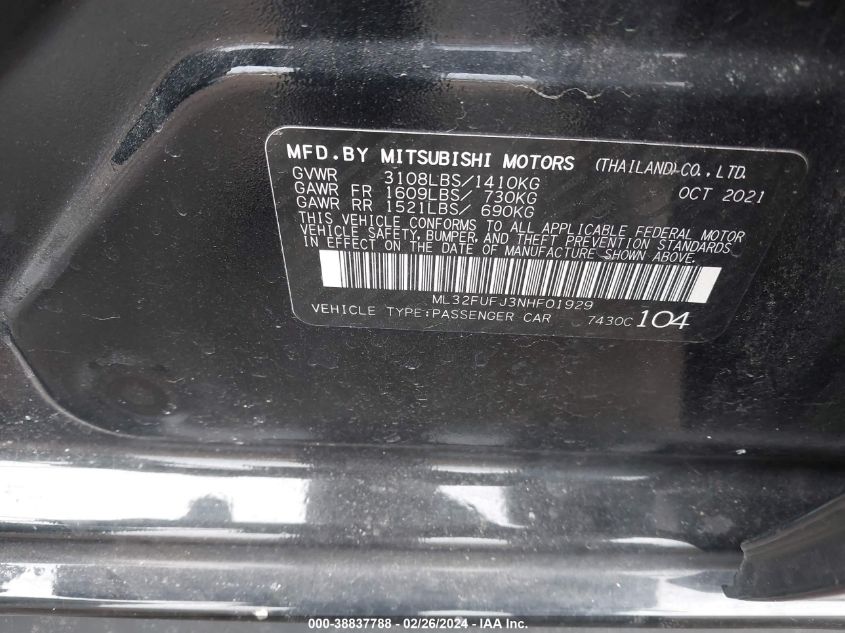 MFD.BY MITSUBISHI MOTORS (THAILAND) CO., LTD.
GVWR 3108LBS/1410KG OCT 2021
GAWR FR 1609LBS/ 730KG
GAWR RR 1521LBS/ 690KG
THIS VEHICLE CONFORMS TO ALL APPLICABLE FEDERAL MOTOR
VEHICLE SAFETY, BUMPER, AND THEFT PREVENTION STANDARDS
IN EFFECT ON THE DATE OF MANUFACTURE SHOWN ABOVE.
ML32FUFJ3NHF01929
VEHICLE TYPE:PASSENGER CAR 7430C 104
000-38837788 - 02/26/2024 - IAA Inc.